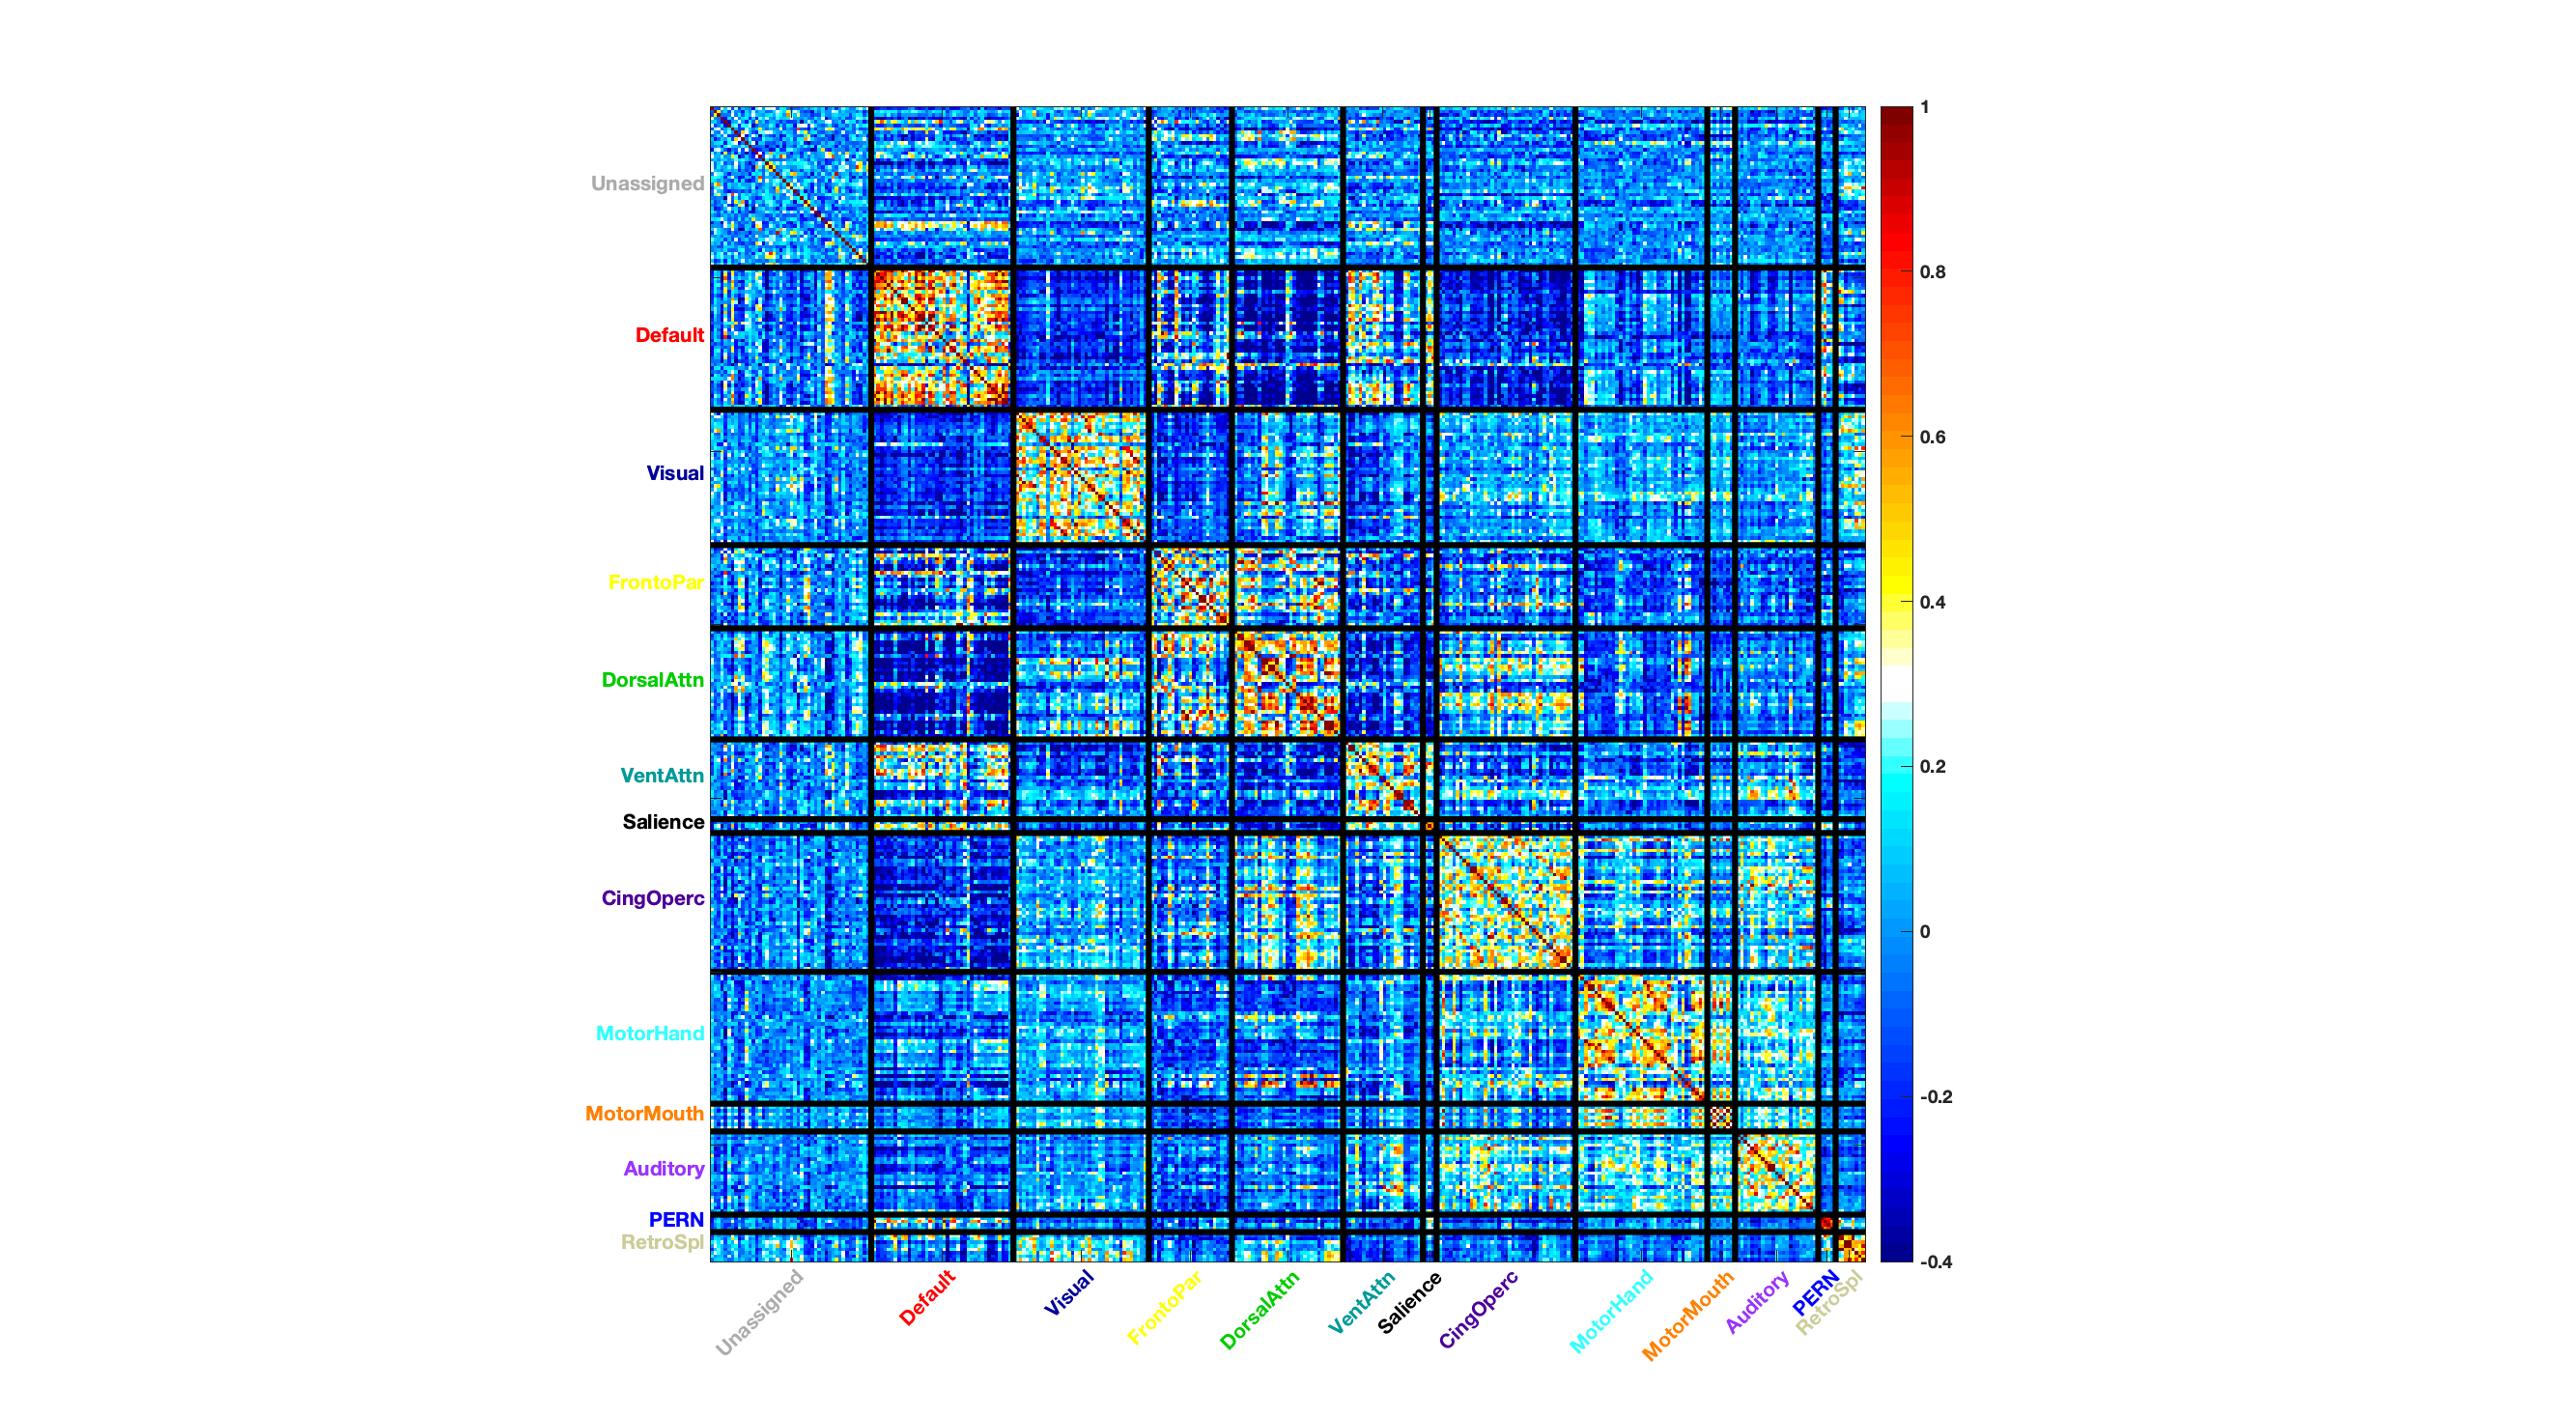 Unassigned
Default
Visual
FrontoPar
DorsalAttn
VentAttn
Salience
CingOperc
MotorHand
MotorMouth
Auditory
PERN
RetroSpl
Unassigned
Default
Visual
FrontoPar
DorsalAttn
VentAttn
Salience
CingOperc
MotorHand
MotorMouth
Auditory
PERN
RetroSpl
1
0.8
0.6
0.4
0.2
0
-0.2
-0.4